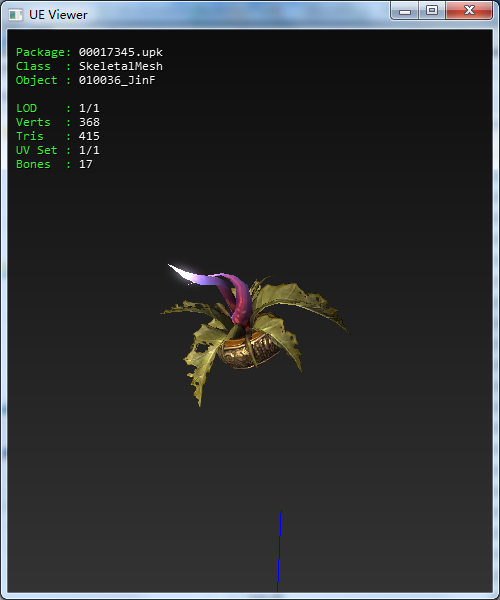 UE Viewer
Package: 00017345.upk
Class  : SkeletalMesh
Object : 010036_JinF
LOD    : 1/1
Verts  : 368
Tris   : 415
UV Set : 1/1
Bones  : 17